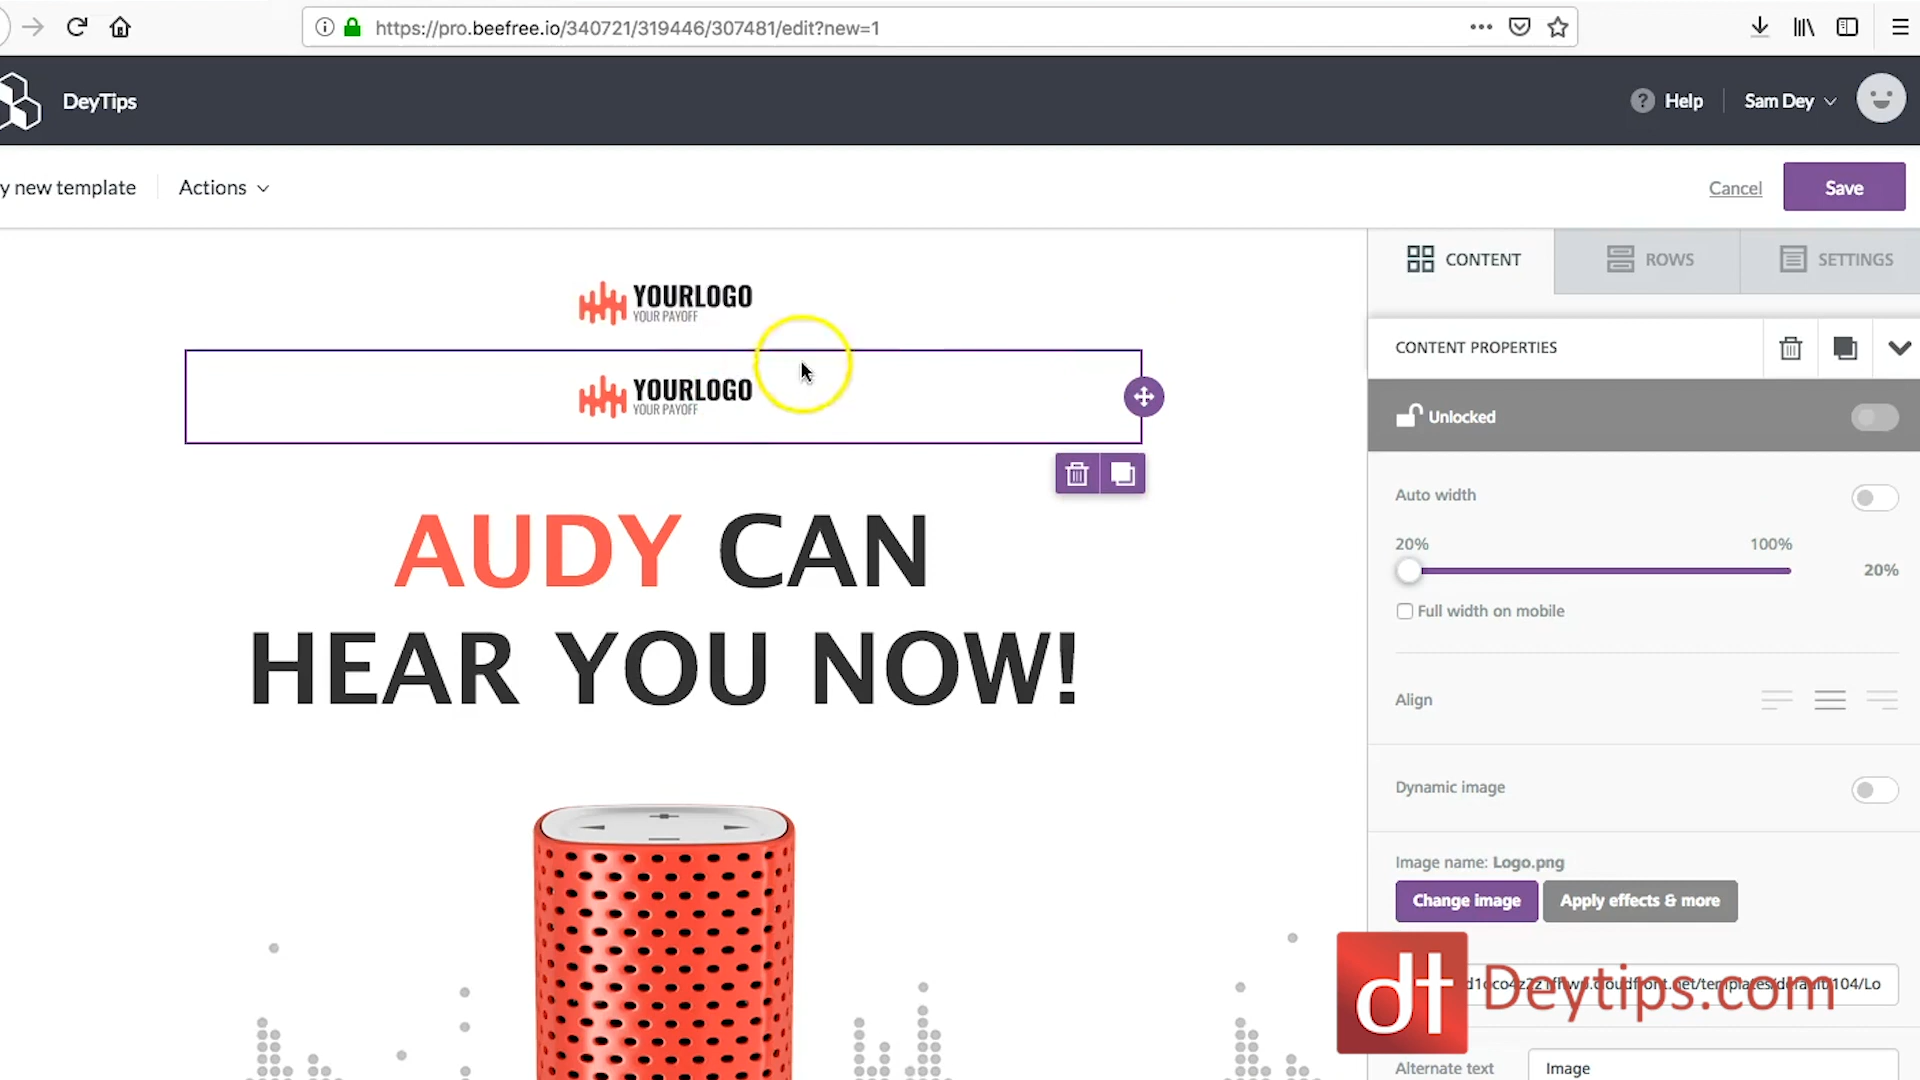 https://pro.beefree.io/340721/319446/307481/edit?new=1
DeyTips
? Help
Sam Dey
y new template
Actions
Cancel
Save
CONTENT
ROWS
SETTINGS
YOURLOGO
YOUR PAYOFF
CONTENT PROPERTIES
YOURLOGO
YOUR PAYOFF
Unlocked
Auto width
20%
100%
20%
Full width on mobile
AUDY CAN
HEAR YOU NOW!
Align
Dynamic image
Image name: Logo.png
Change image
Apply effects & more
dt Deytips.com
Alternate text
Image